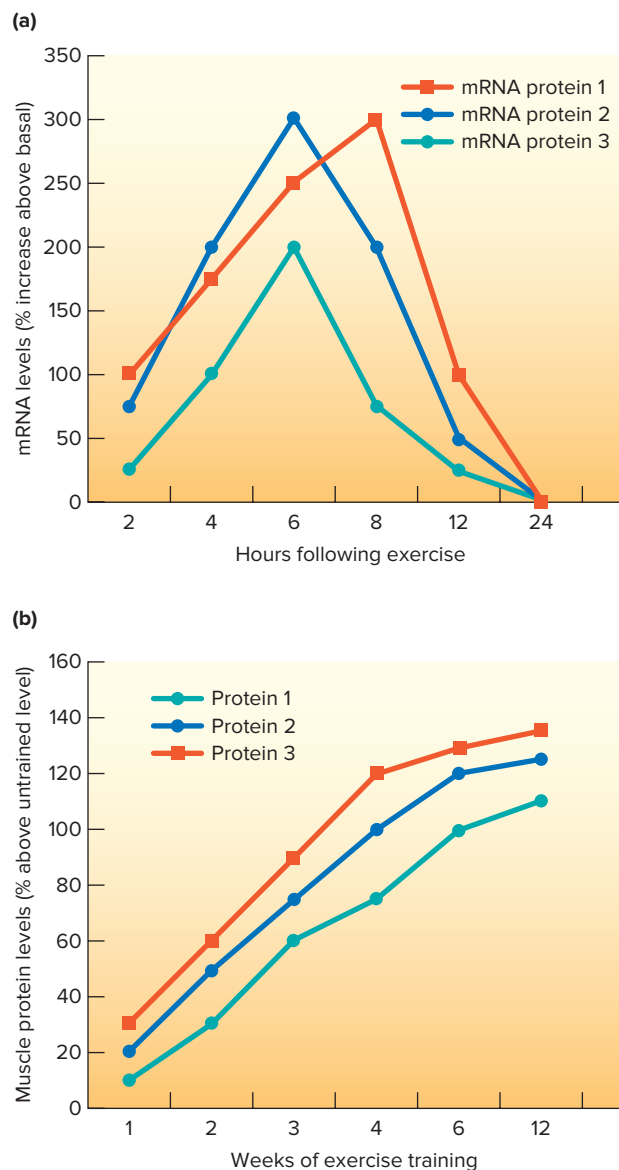 (a)
mRNA levels (% increase above basal)
350
300
250
200
150
100
50
0
mRNA protein 1
mRNA protein 2
mRNA protein 3
2 4 6 8 12 24
Hours following exercise
(b)
Muscle protein levels (% above untrained level)
160
140
120
100
80
60
40
20
0
Protein 1
Protein 2
Protein 3
1 2 3 4 6 12
Weeks of exercise training